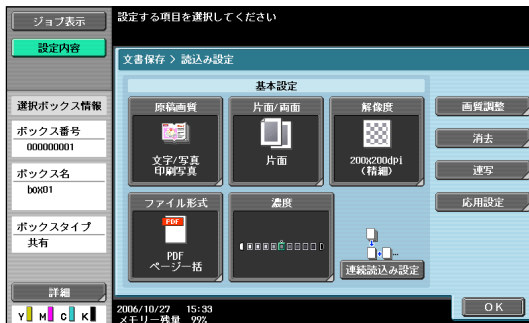 ジョブ表示
設定内容
設定する項目を選択してください
文書保存 > 読込み設定
選択ボックス情報
ボックス番号
000000001
ボックス名
box01
ボックスタイプ
共有
詳細
Y M C K
基本設定
原稿画質
文字/写真
印刷写真
片面/両面
片面
解像度
200x200dpi
(精細)
ファイル形式
PDF
PDF
ページ一括
濃度
連続読込み設定
画質調整
消去
連写
応用設定
2006/10/27 15:33
メモリー残量 99%
OK